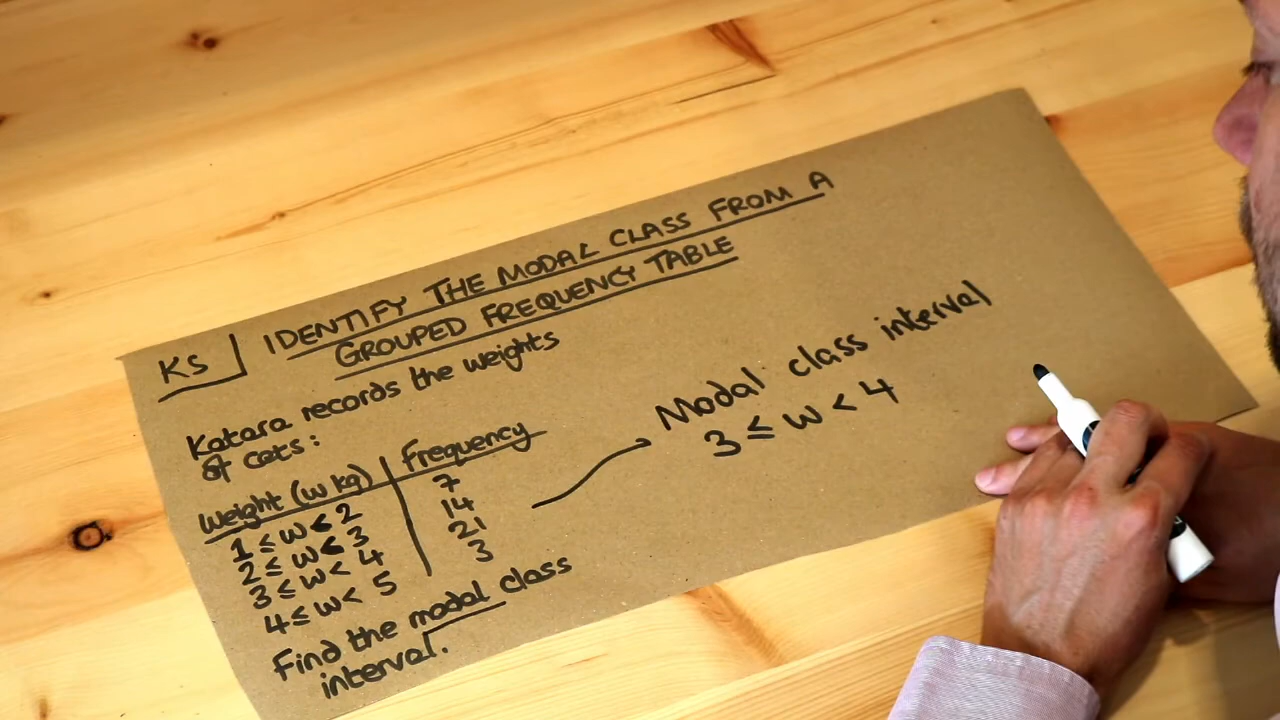 KS
IDENTIFY THE MODAL CLASS FROM A
GROUPED FREQUENCY TABLE
Katara records the weights
of cats:
Weight (w kg) Frequency
1 ≤ w < 2 7
2 ≤ w < 3 14
3 ≤ w < 4 21
4 ≤ w < 5 3
Find the modal class
interval.
Modal class interval
3 ≤ w < 4